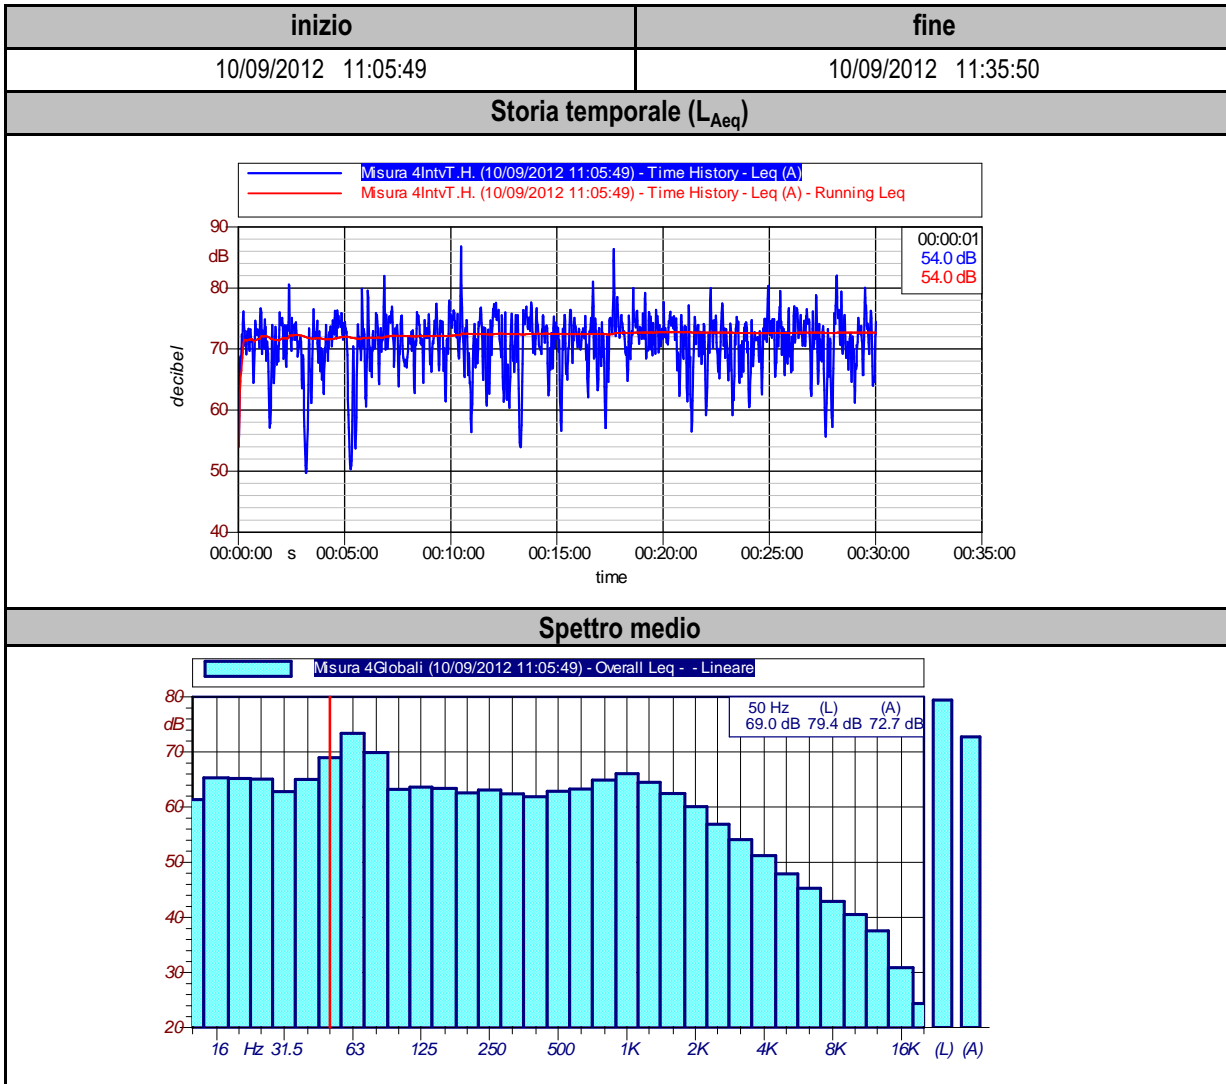 inizio fine
10/09/2012 11:05:49 10/09/2012 11:35:50
Storia temporale (LAeq)
Misura 4IntvT.H. (10/09/2012 11:05:49) - Time History - Leq (A)
Misura 4IntvT.H. (10/09/2012 11:05:49) - Time History - Leq (A) - Running Leq
90
dB
80
70
60
50
40
decibel
00:00:01
54.0 dB
54.0 dB
00:00:00 s 00:05:00 00:10:00 00:15:00 00:20:00 00:25:00 00:30:00 00:35:00
time
Spettro medio
Misura 4Globali (10/09/2012 11:05:49) - Overall Leq - - Lineare
80
dB
70
60
50
40
30
20
50 Hz (L) (A)
69.0 dB 79.4 dB 72.7 dB
16 Hz 31.5 63 125 250 500 1K 2K 4K 8K 16K (L) (A)